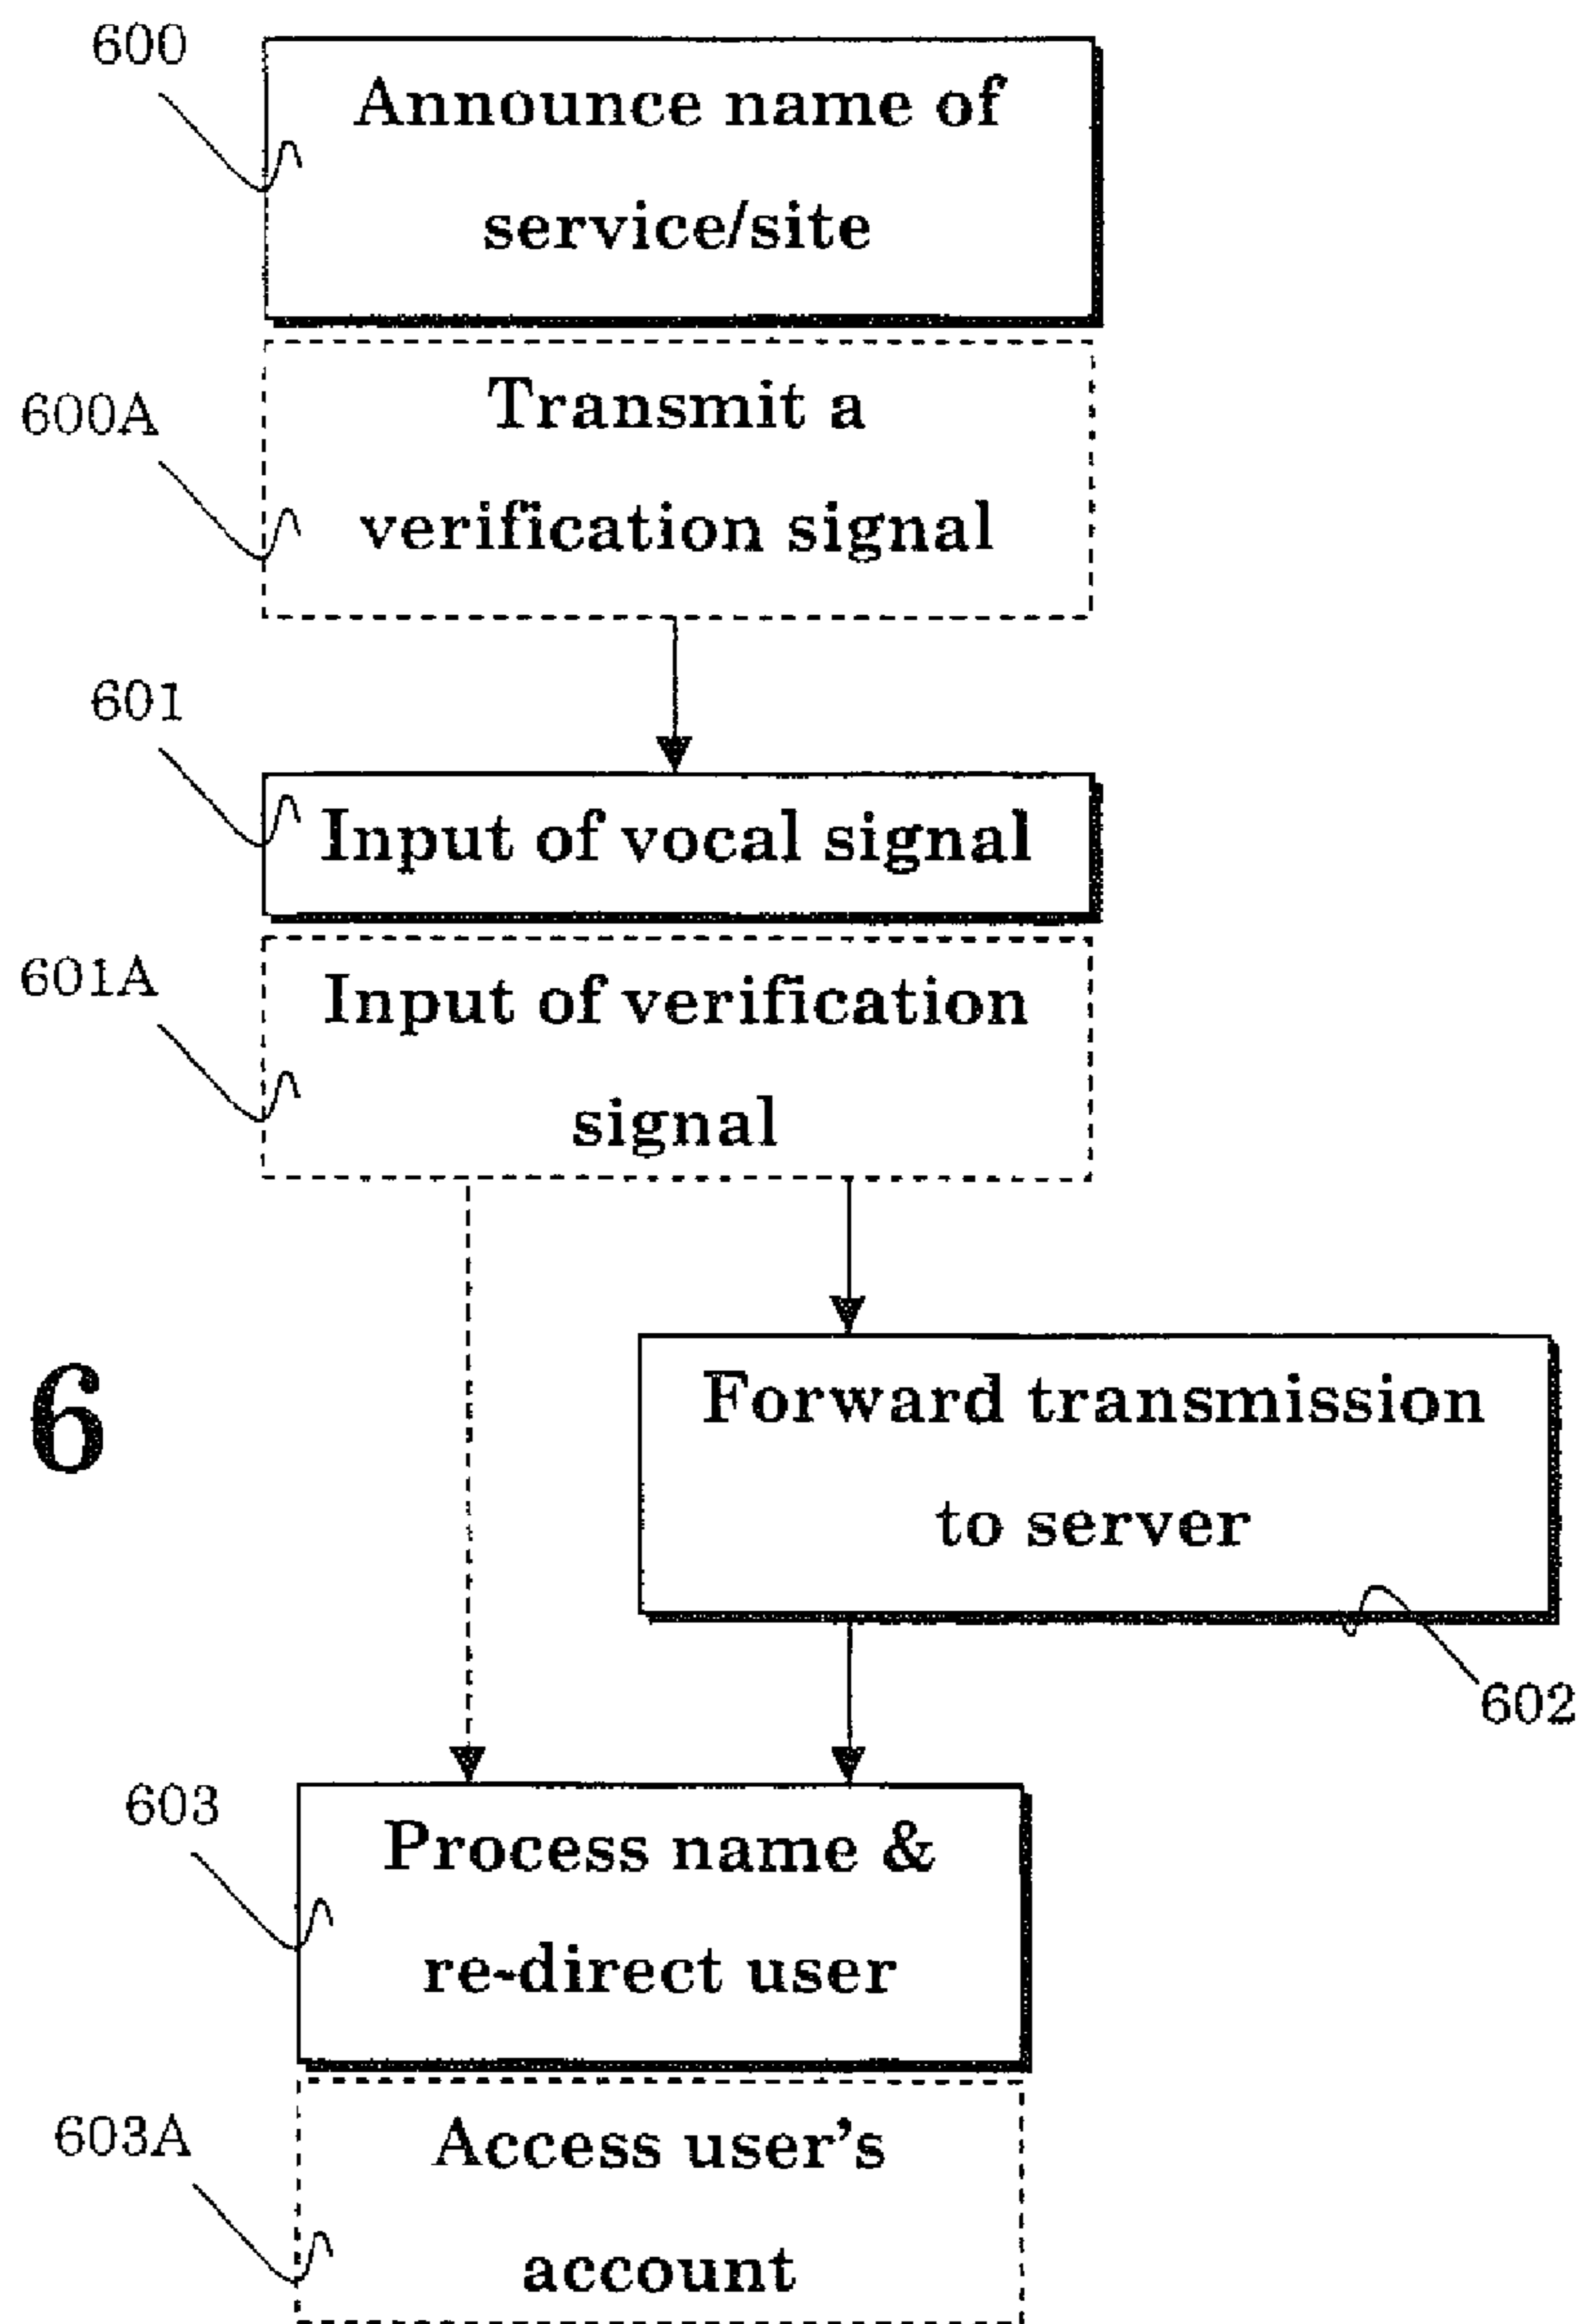 600
Announce name of
service/site
600A
Transmit a
verification signal
601
Input of vocal signal
601A
Input of verification
signal
6
Forward transmission
to server
602
603
Process name &
re-direct user
603A
Access user's
account